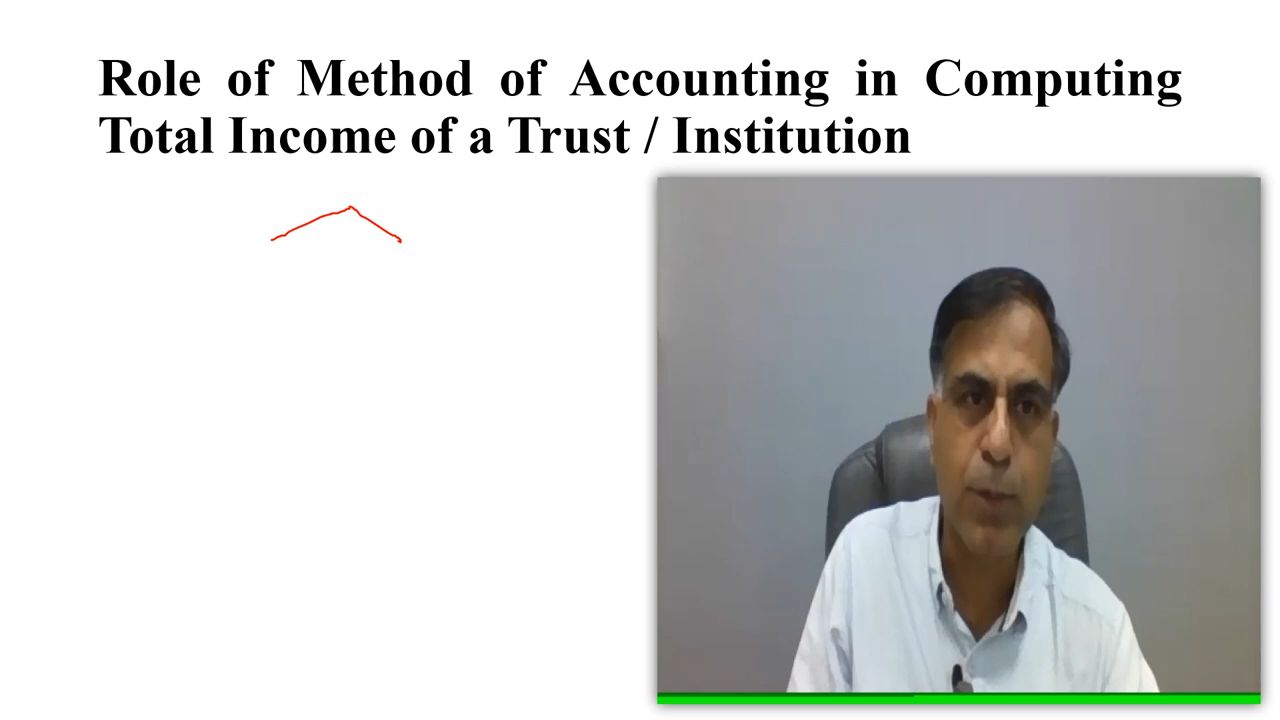 Role of Method of Accounting in Computing
Total Income of a Trust / Institution